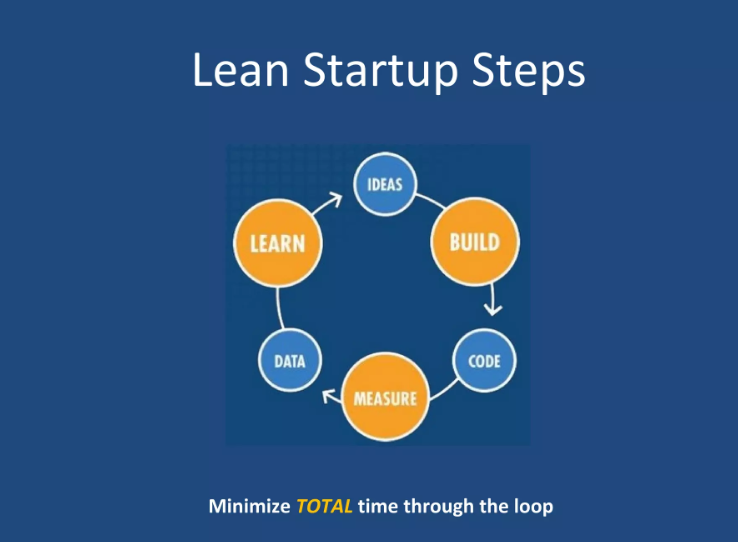 Lean Startup Steps
IDEAS
BUILD
CODE
MEASURE
DATA
LEARN
Minimize TOTAL time through the loop